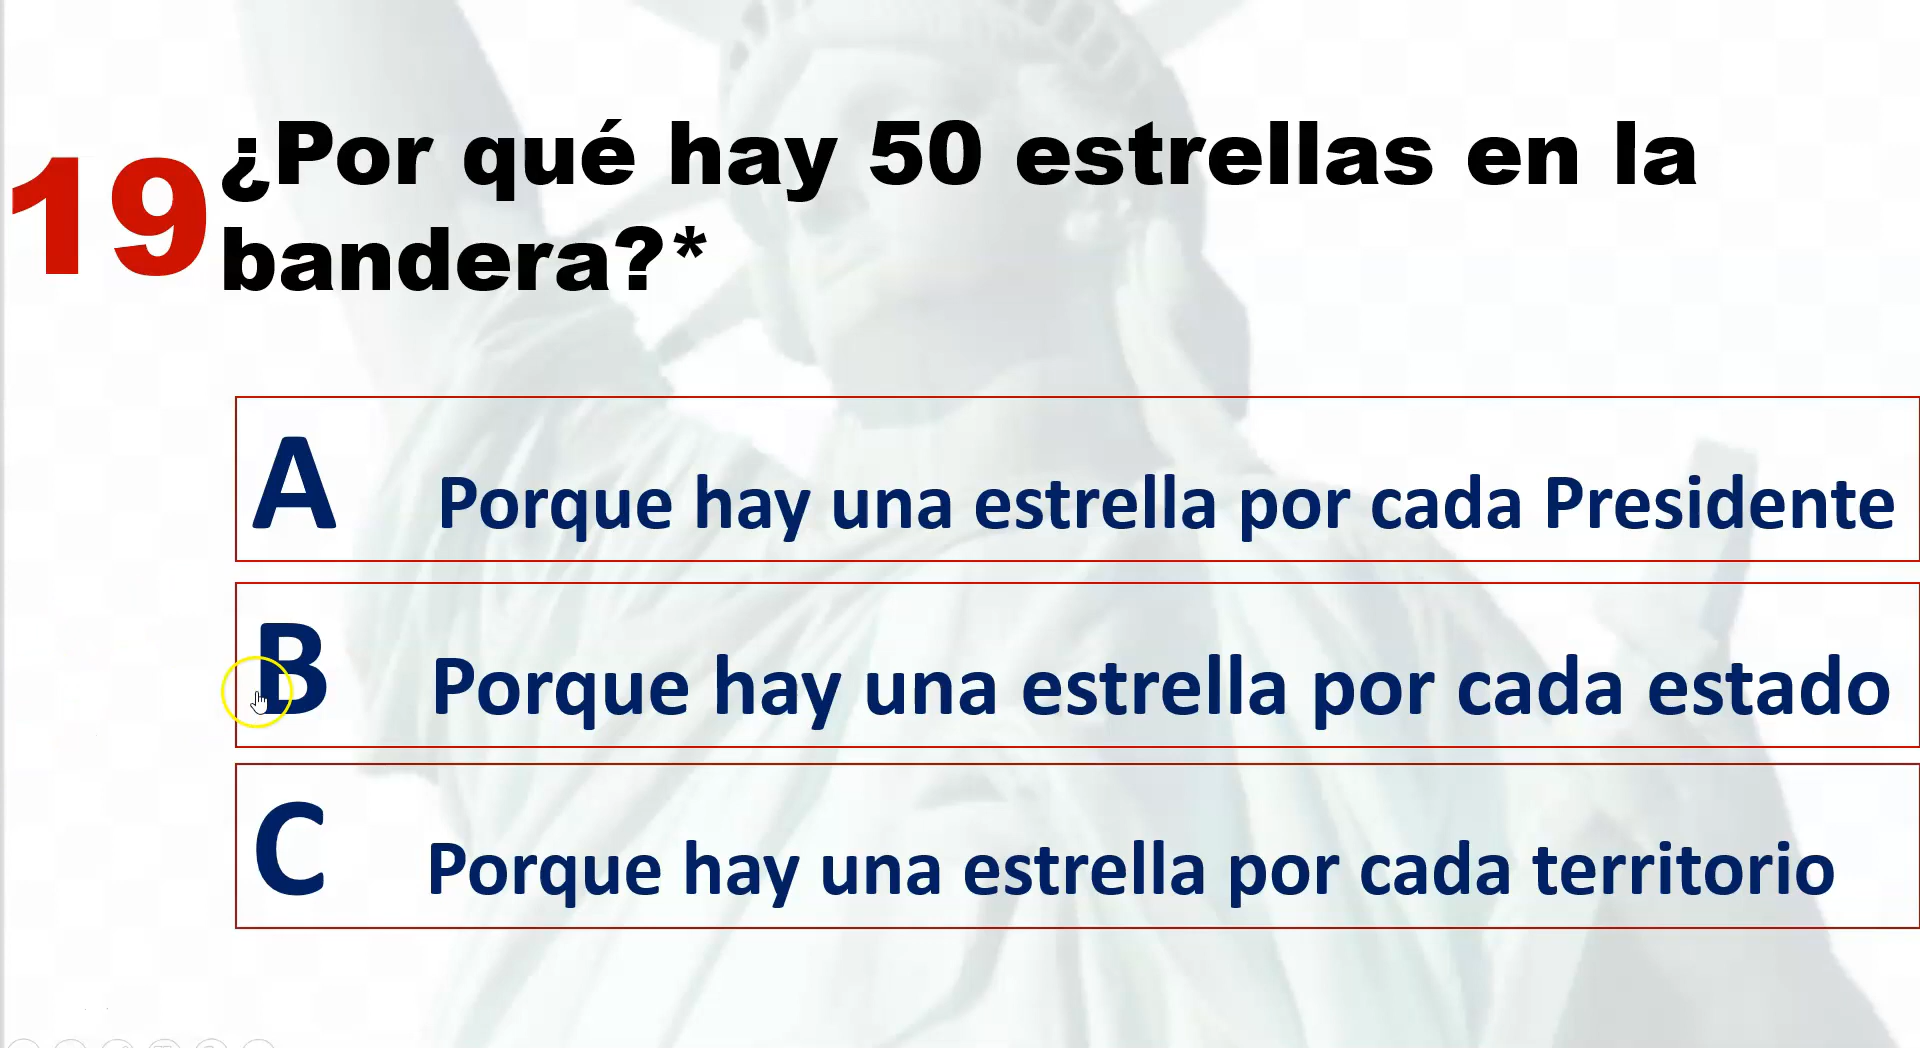 19
¿Por qué hay 50 estrellas en la
bandera?*
A Porque hay una estrella por cada Presidente
B Porque hay una estrella por cada estado
C Porque hay una estrella por cada territorio